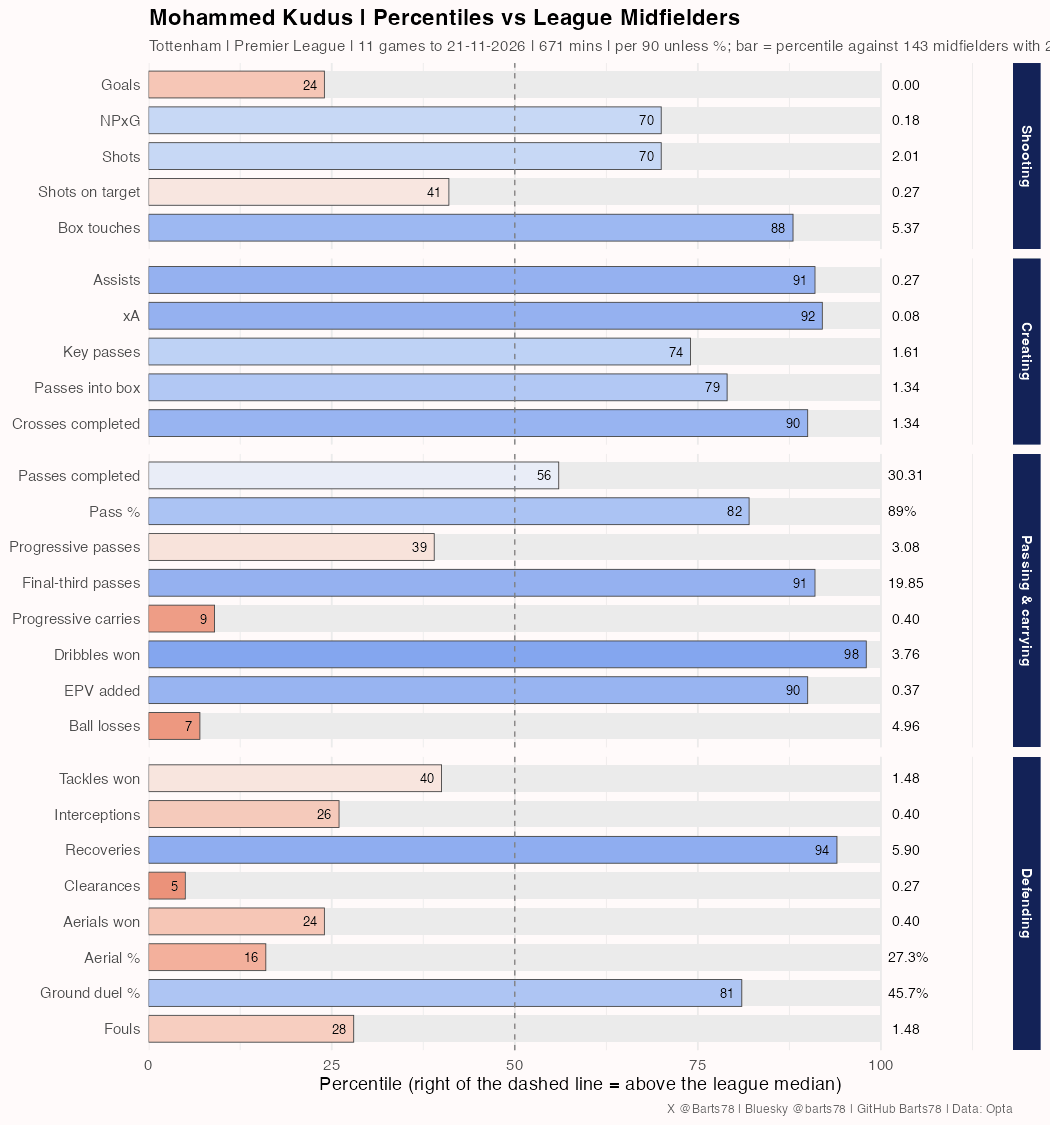 Mohammed Kudus | Percentiles vs League Midfielders
Tottenham | Premier League | 11 games to 21-11-2026 | 671 mins | per 90 unless %; bar = percentile against 143 midfielders with
Goals 24 0.00
NPxG 70 0.18
Shots 70 2.01
Shots on target 41 0.27
Box touches 88 5.37
Shooting
Assists 91 0.27
xA 92 0.08
Key passes 74 1.61
Passes into box 79 1.34
Crosses completed 90 1.34
Creating
Passes completed 56 30.31
Pass % 82 89%
Progressive passes 39 3.08
Final-third passes 91 19.85
Progressive carries 9 0.40
Dribbles won 98 3.76
EPV added 90 0.37
Ball losses 7 4.96
Passing & carrying
Tackles won 40 1.48
Interceptions 26 0.40
Recoveries 94 5.90
Clearances 5 0.27
Aerials won 24 0.40
Aerial % 16 27.3%
Ground duel % 81 45.7%
Fouls 28 1.48
Defending
0 25 50 75 100
Percentile (right of the dashed line = above the league median)
X @Barts78 | Bluesky @barts78 | GitHub Barts78 | Data: Opta